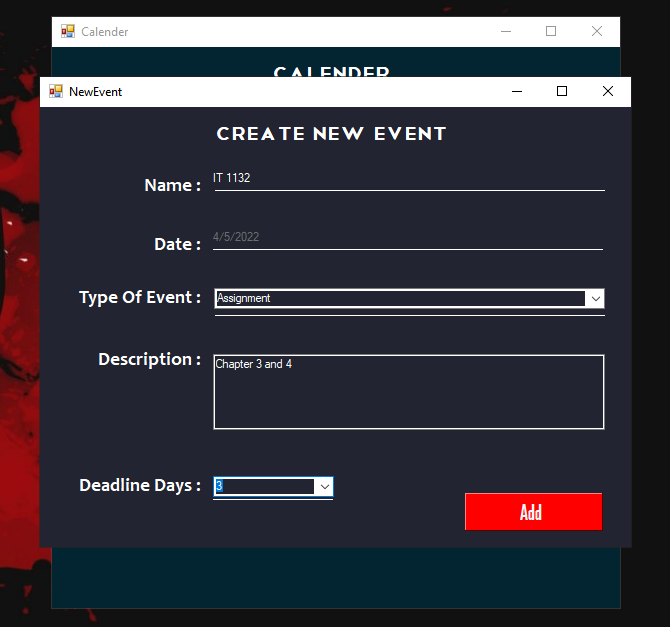 Calender
CALENDER
NewEvent
CREATE NEW EVENT
Name : IT 1132
Date : 4/5/2022
Type Of Event : Assignment
Description : Chapter 3 and 4
Deadline Days : 3
Add